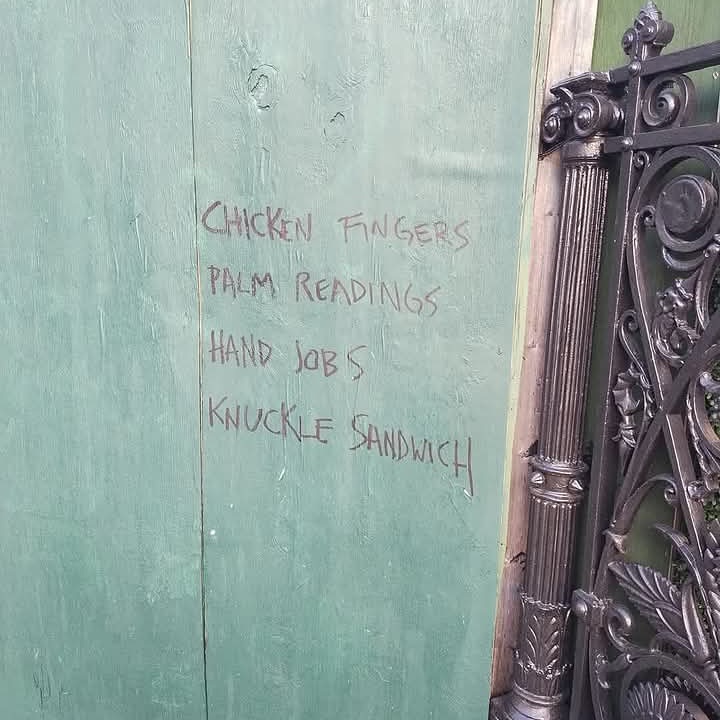 CHICKEN FINGERS
PALM READINGS
HAND JOBS
KNUCKLE SANDWICH